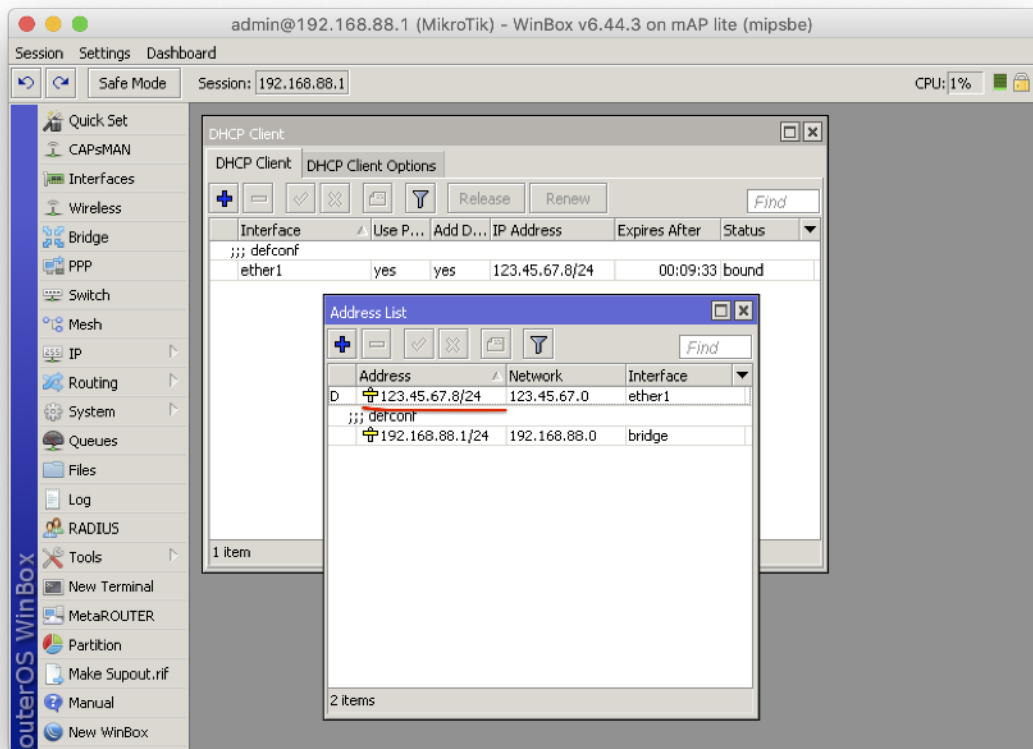 admin@192.168.88.1 (MikroTik) - WinBox v6.44.3 on mAP lite (mipsbe)
Session Settings Dashboard
Safe Mode Session: 192.168.88.1 CPU: 1%
Quick Set
CAPsMAN
Interfaces
Wireless
Bridge
PPP
Switch
Mesh
255 IP
Routing
System
Queues
Files
Log
RADIUS
Tools
New Terminal
MetaROUTER
Partition
Make Supout.rif
Manual
New WinBox
outerOS WinBox
DHCP Client
DHCP Client DHCP Client Options
Release Renew Find
Interface Use P... Add D... IP Address Expires After Status
;;; defconf
ether1 yes yes 123.45.67.8/24 00:09:33 bound
1 item
Address List
Find
Address Network Interface
D 123.45.67.8/24 123.45.67.0 ether1
;;; defconf
192.168.88.1/24 192.168.88.0 bridge
2 items